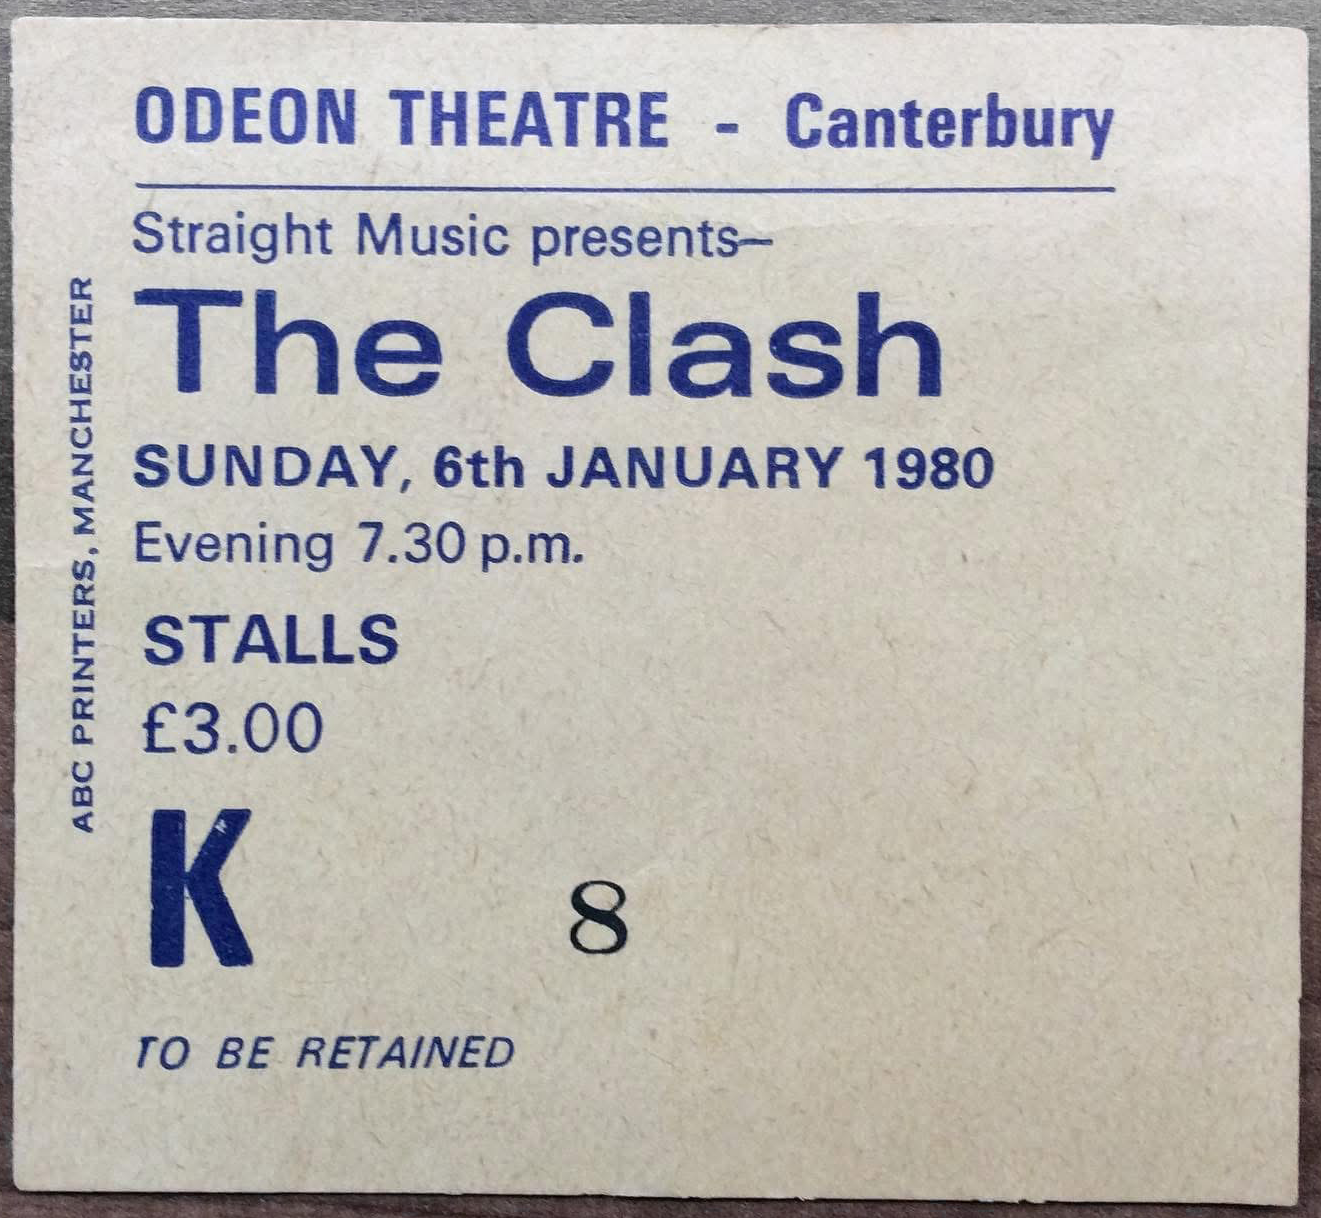 ODEON THEATRE - Canterbury
Straight Music presents—
The Clash
SUNDAY, 6th JANUARY 1980
Evening 7.30 p.m.
STALLS
£3.00
K 8
TO BE RETAINED
ABC PRINTERS, MANCHESTER